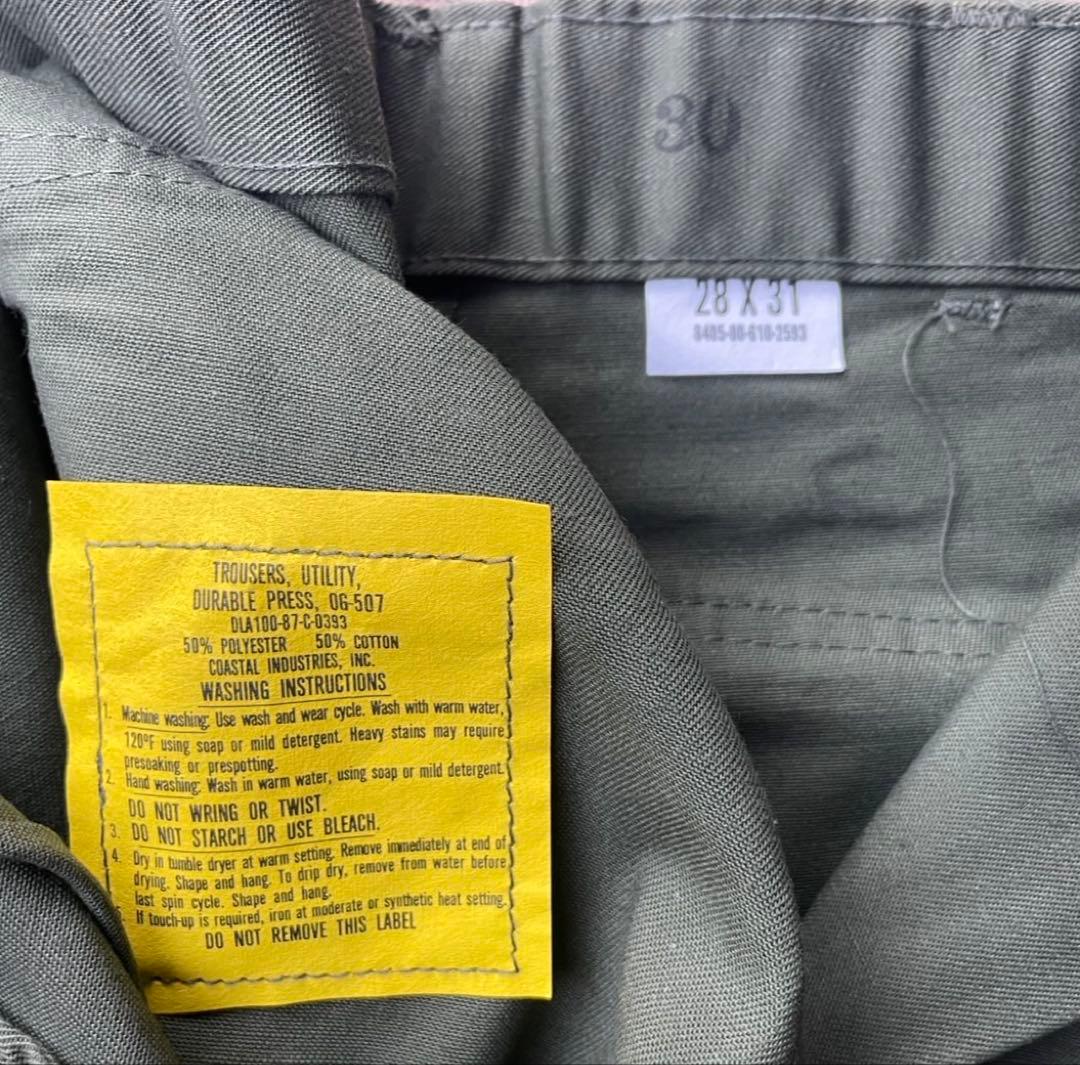 30
28 X 31
8405-00-610-2593
TROUSERS, UTILITY,
DURABLE PRESS, OG-507
DLA100-87-C-0393
50% POLYESTER 50% COTTON
COASTAL INDUSTRIES, INC.
WASHING INSTRUCTIONS
1. Machine washing: Use wash and wear cycle. Wash with warm water,
120°F using soap or mild detergent. Heavy stains may require
presoaking or prespotting.
2. Hand washing: Wash in warm water, using soap or mild detergent.
DO NOT WRING OR TWIST.
3. DO NOT STARCH OR USE BLEACH.
4. Dry in tumble dryer at warm setting. Remove immediately at end of
drying. Shape and hang. To drip dry, remove from water before
last spin cycle. Shape and hang.
If touch-up is required, iron at moderate or synthetic heat setting.
DO NOT REMOVE THIS LABEL